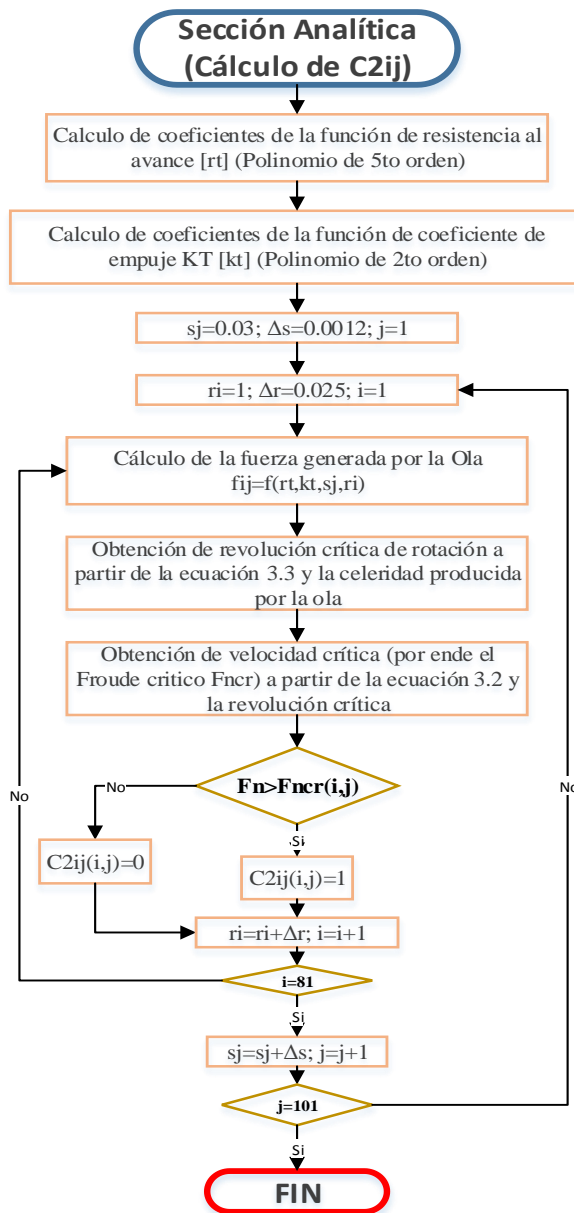 Sección Analítica
(Cálculo de C2ij)
Calculo de coeficientes de la función de resistencia al
avance [rt] (Polinomio de 5to orden)
Calculo de coeficientes de la función de coeficiente de
empuje KT [kt] (Polinomio de 2to orden)
sj=0.03; Δs=0.0012; j=1
ri=1; Δr=0.025; i=1
Cálculo de la fuerza generada por la Ola
fij=f(rt,kt,sj,ri)
Obtención de revolución crítica de rotación a
partir de la ecuación 3.3 y la celeridad producida
por la ola
Obtención de velocidad crítica (por ende el
Froude critico Fncr) a partir de la ecuación 3.2 y
la revolución crítica
Fn>Fncr(i,j)
No
No
No
Si
C2ij(i,j)=0
C2ij(i,j)=1
ri=ri+Δr; i=i+1
i=81
Si
sj=sj+Δs; j=j+1
j=101
Si
FIN